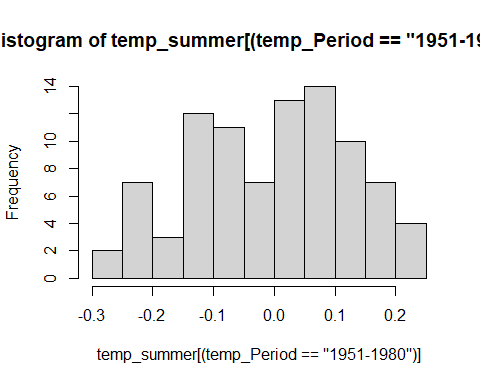 istogram of temp_summer[(temp_Period == "1951-19
Frequency
14
10
8
6
4
2
0
-0.3 -0.2 -0.1 0.0 0.1 0.2
temp_summer[(temp_Period == "1951-1980")]